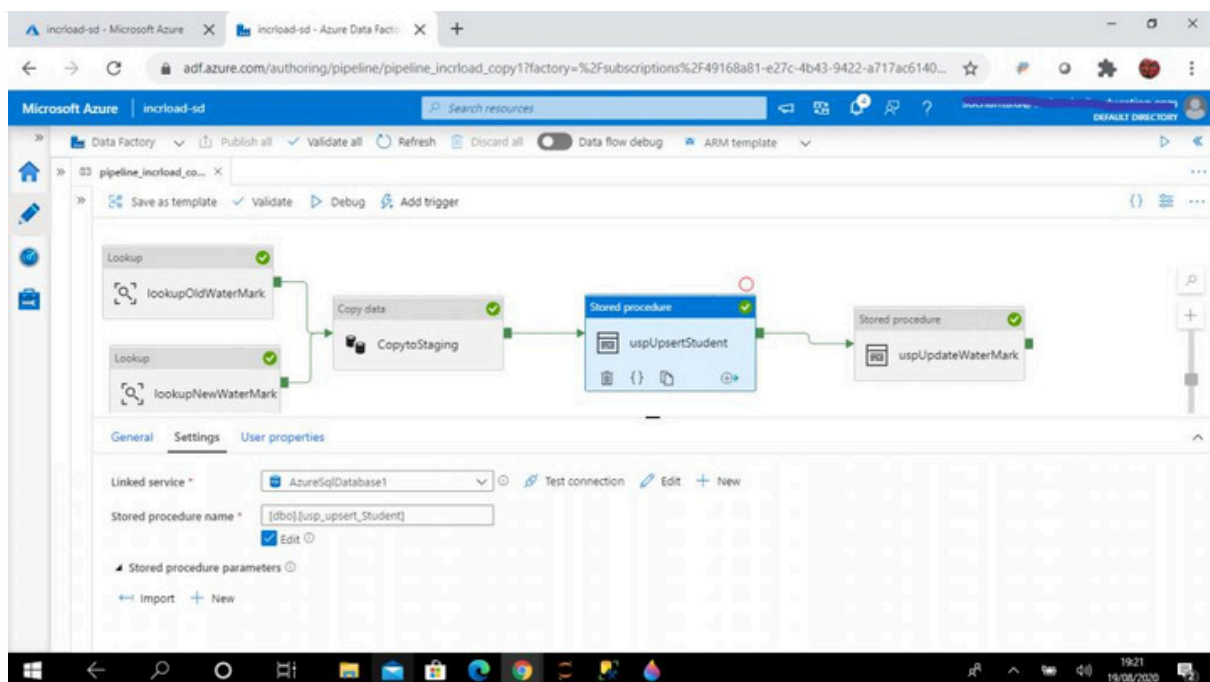 incrload-sd - Microsoft Azure
incrload-sd - Azure Data Facto
adf.azure.com/authoring/pipeline/pipeline_incrload_copy1?factory=%2Fsubscriptions%2F49168a81-e27c-4b43-9422-a717ac6140...
Microsoft Azure incrload-sd Search resources 4 ?
DEFAULT DIRECTORY
Data Factory Publish all Validate all Refresh Discard all Data flow debug ARM template
pipeline_incrload_co...
Save as template Validate Debug Add trigger {}
Lookup
lookupOldWaterMark
Copy data
CopytoStaging
Lookup
lookupNewWaterMark
Stored procedure
uspUpsertStudent
{}
Stored procedure
uspUpdateWaterMark
General Settings User properties
Linked service * AzureSqlDatabase1 Test connection Edit New
Stored procedure name * [dbo].[usp_upsert_Student]
Edit
Stored procedure parameters
Import New
19:21
19/08/2020